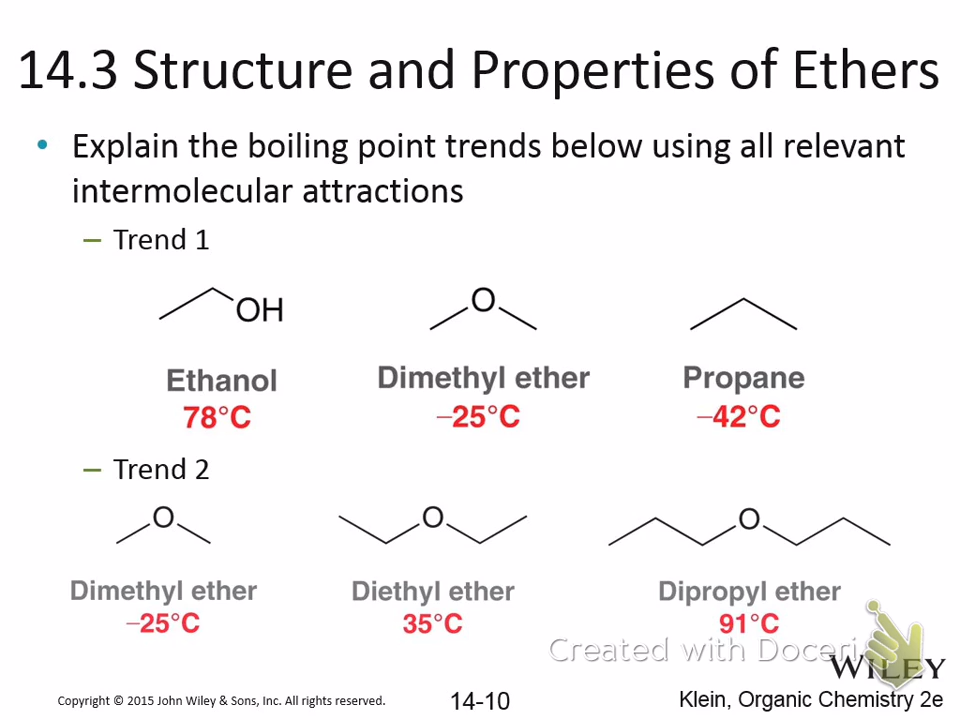 14.3 Structure and Properties of Ethers
• Explain the boiling point trends below using all relevant
intermolecular attractions
– Trend 1
OH
O
Ethanol Dimethyl ether Propane
78°C –25°C –42°C
– Trend 2
O O O
Dimethyl ether Diethyl ether Dipropyl ether
–25°C 35°C 91°C
Created with Doceri
WILEY
Copyright © 2015 John Wiley & Sons, Inc. All rights reserved. 14-10 Klein, Organic Chemistry 2e